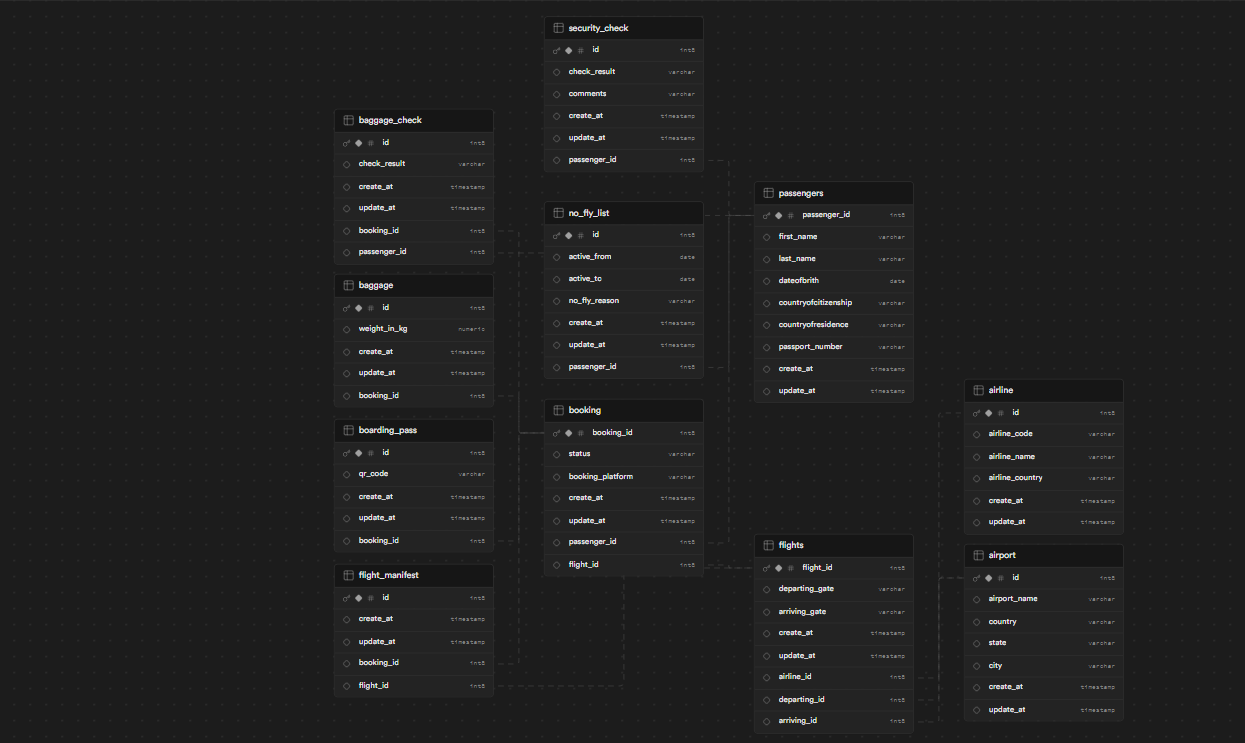 security_check
id int8
check_result varchar
comments varchar
create_at timestamp
update_at timestamp
passenger_id int8
baggage_check
id int8
check_result varchar
create_at timestamp
update_at timestamp
booking_id int8
passenger_id int8
baggage
id int8
weight_in_kg numeric
create_at timestamp
update_at timestamp
booking_id int8
boarding_pass
id int8
qr_code varchar
create_at timestamp
update_at timestamp
booking_id int8
flight_manifest
id int8
create_at timestamp
update_at timestamp
booking_id int8
flight_id int8
no_fly_list
id int8
active_from date
active_to date
no_fly_reason varchar
create_at timestamp
update_at timestamp
passenger_id int8
booking
booking_id int8
status varchar
booking_platform varchar
create_at timestamp
update_at timestamp
passenger_id int8
flight_id int8
passengers
passenger_id int8
first_name varchar
last_name varchar
dateofbrith date
countryofcitizenship varchar
countryofresidence varchar
passport_number varchar
create_at timestamp
update_at timestamp
flights
flight_id int8
departing_gate varchar
arriving_gate varchar
create_at timestamp
update_at timestamp
airline_id int8
departing_id int8
arriving_id int8
airline
id int8
airline_code varchar
airline_name varchar
airline_country varchar
create_at timestamp
update_at timestamp
airport
id int8
airport_name varchar
country varchar
state varchar
city varchar
create_at timestamp
update_at timestamp